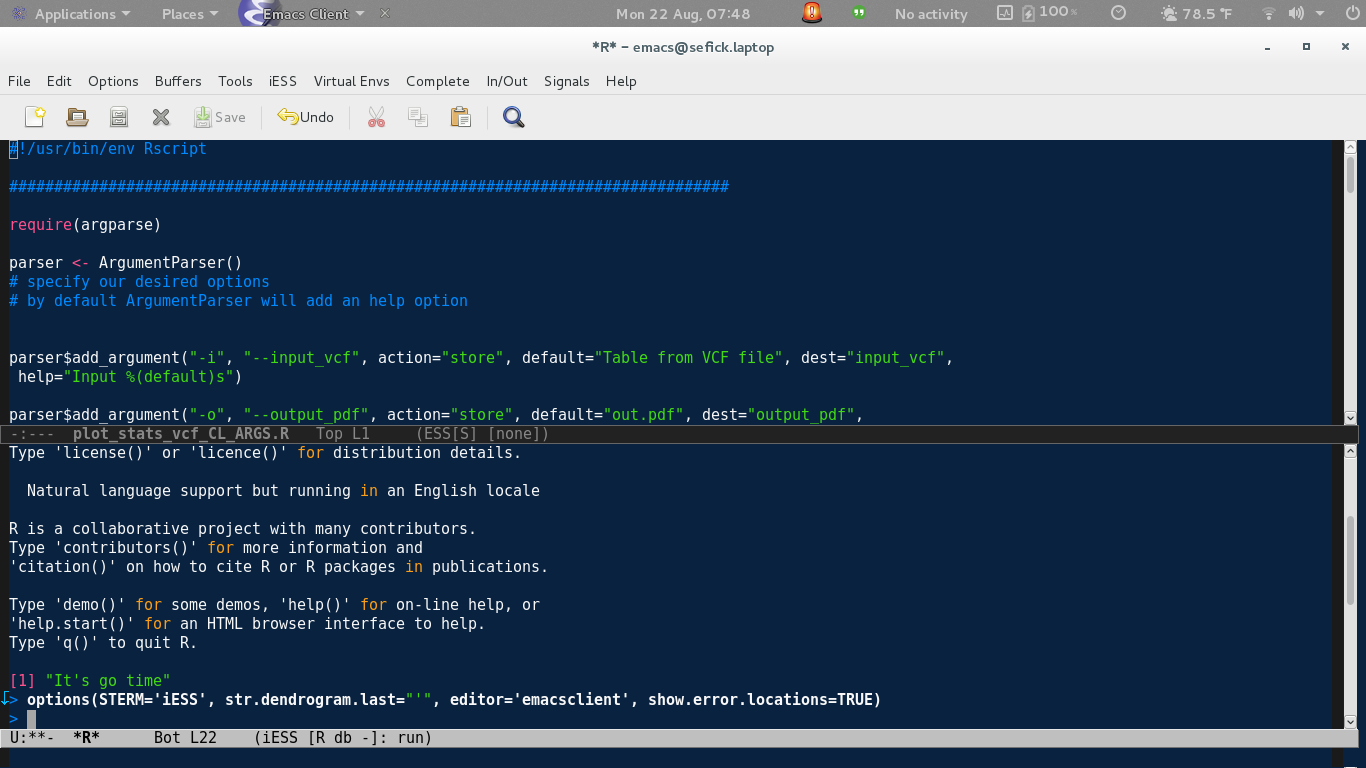 Applications Places Emacs Client Mon 22 Aug, 07:48 No activity 100% 78.5 °F
*R* – emacs@sefick.laptop
File Edit Options Buffers Tools iESS Virtual Envs Complete In/Out Signals Help
Save Undo
#!/usr/bin/env Rscript
################################################################################
require(argparse)
parser <- ArgumentParser()
# specify our desired options
# by default ArgumentParser will add an help option
parser$add_argument("-i", "--input_vcf", action="store", default="Table from VCF file", dest="input_vcf",
 help="Input %(default)s")
parser$add_argument("-o", "--output_pdf", action="store", default="out.pdf", dest="output_pdf",
-:--- plot_stats_vcf_CL_ARGS.R Top L1 (ESS[S] [none])
Type 'license()' or 'licence()' for distribution details.
  Natural language support but running in an English locale
R is a collaborative project with many contributors.
Type 'contributors()' for more information and
'citation()' on how to cite R or R packages in publications.
Type 'demo()' for some demos, 'help()' for on-line help, or
'help.start()' for an HTML browser interface to help.
Type 'q()' to quit R.
[1] "It's go time"
> options(STERM='iESS', str.dendrogram.last="'", editor='emacsclient', show.error.locations=TRUE)
>
U:**- *R* Bot L22 (iESS [R db -]: run)